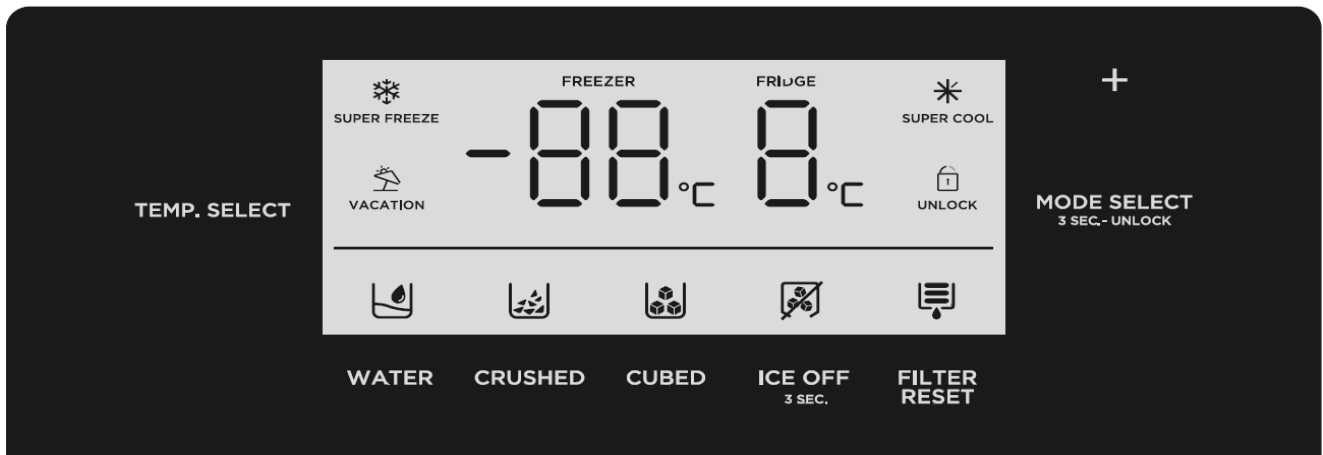 FREEZER FRIDGE
SUPER FREEZE
-88°C 8°C
SUPER COOL
+
VACATION
UNLOCK
TEMP. SELECT
MODE SELECT
3 SEC.- UNLOCK
WATER
CRUSHED
CUBED
ICE OFF
3 SEC.
FILTER
RESET